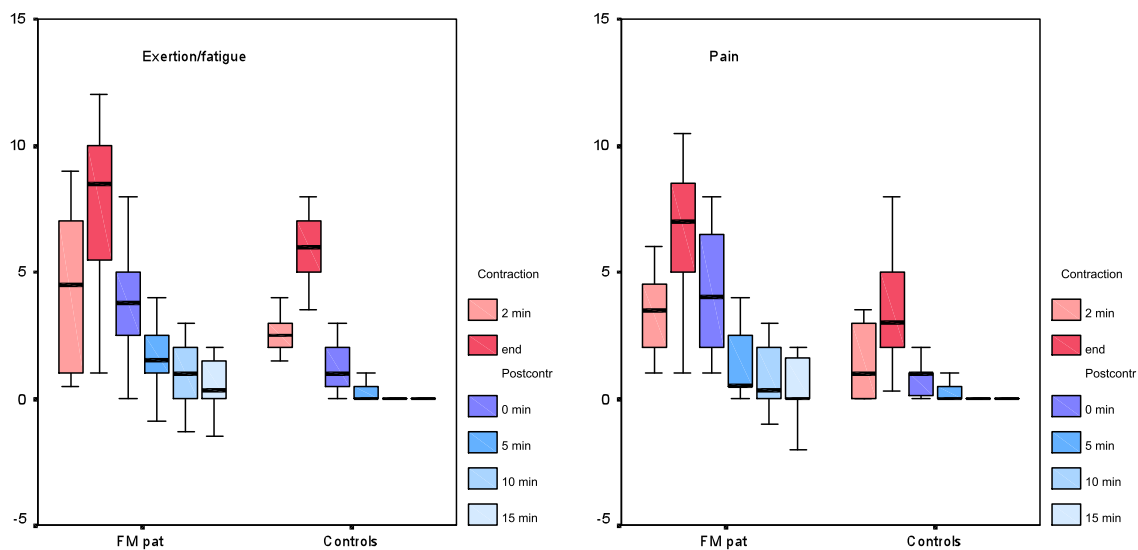 15
Exertion/fatigue
10
5
0
-5
FM pat
Controls
Contraction
2 min
end
Postcontr
0 min
5 min
10 min
15 min
15
Pain
10
5
0
-5
FM pat
Controls
Contraction
2 min
end
Postcontr
0 min
5 min
10 min
15 min